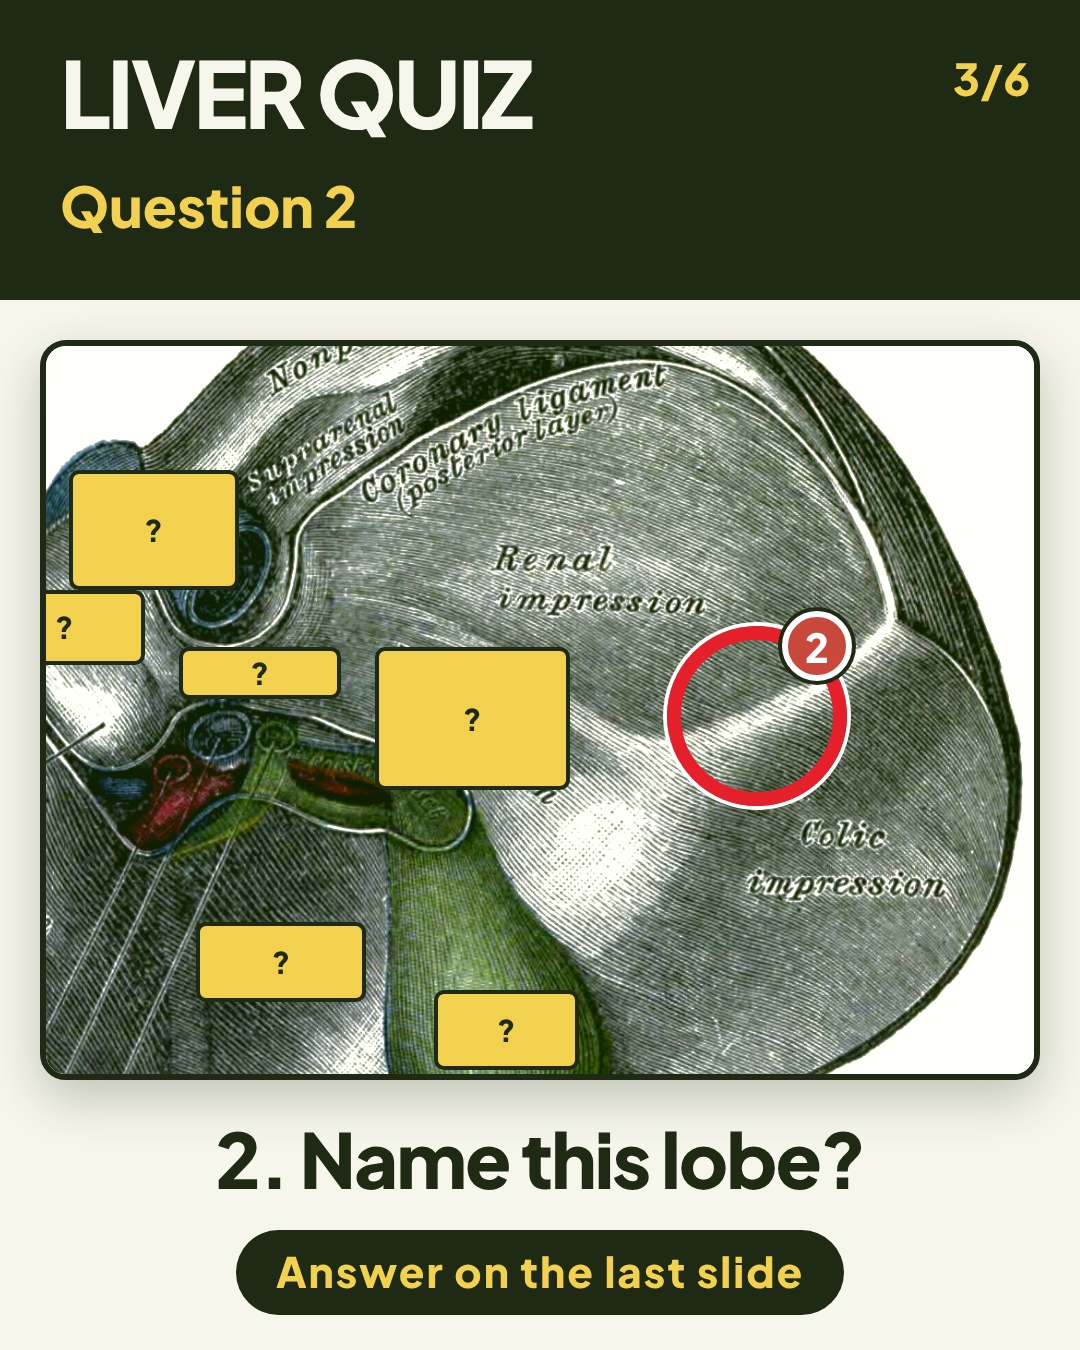 LIVER QUIZ
3/6
Question 2
Suprarenal
impression
Coronary ligament
(posterior layer)
?
Renal
impression
?
?
?
2
Colic
impression
?
?
2. Name this lobe?
Answer on the last slide